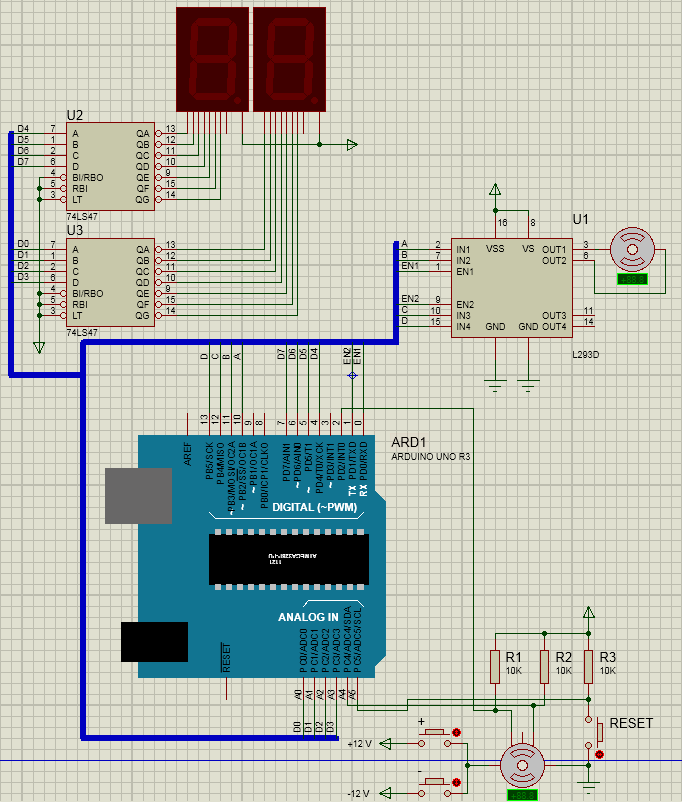 U2
D4 7 A QA 13
D5 1 B QB 12
D6 2 C QC 11
D7 6 D QD 10
4 BI/RBO QE 9
5 RBI QF 15
3 LT QG 14
74LS47
U3
D0 7 A QA 13
D1 1 B QB 12
D2 2 C QC 11
D3 6 D QD 10
4 BI/RBO QE 9
5 RBI QF 15
3 LT QG 14
74LS47
U1
16 8
VSS VS
A 2 IN1 OUT1 3
B 7 IN2 OUT2 6
EN1 1 EN1
EN2 9 EN2
C 10 IN3 OUT3 11
D 15 IN4 OUT4 14
GND GND
L293D
D C B A D7 D6 D5 D4 EN2 EN1
13 12 11 10 9 8 7 6 5 4 3 2 1 0
ARD1
ARDUINO UNO R3
AREF
PB5/SCK
PB4/MISO
~PB3/MOSI/OC2A
~PB2/SS/OC1B
~PB1/OC1A
PB0/ICP1/CLKO
PD7/AIN1
~PD6/AIN0
~PD5/T1
PD4/T0/XCK
~PD3/INT1
PD2/INT0
TX PD1/TXD
RX PD0/RXD
DIGITAL (~PWM)
ATMEGA328P-PU
1121
ANALOG IN
RESET
PC0/ADC0
PC1/ADC1
PC2/ADC2
PC3/ADC3
PC4/ADC4/SDA
PC5/ADC5/SCL
A0 A1 A2 A3 A4 A5
D0 D1 D2 D3
R1
10K
R2
10K
R3
10K
RESET
+
+12 V
-
-12 V